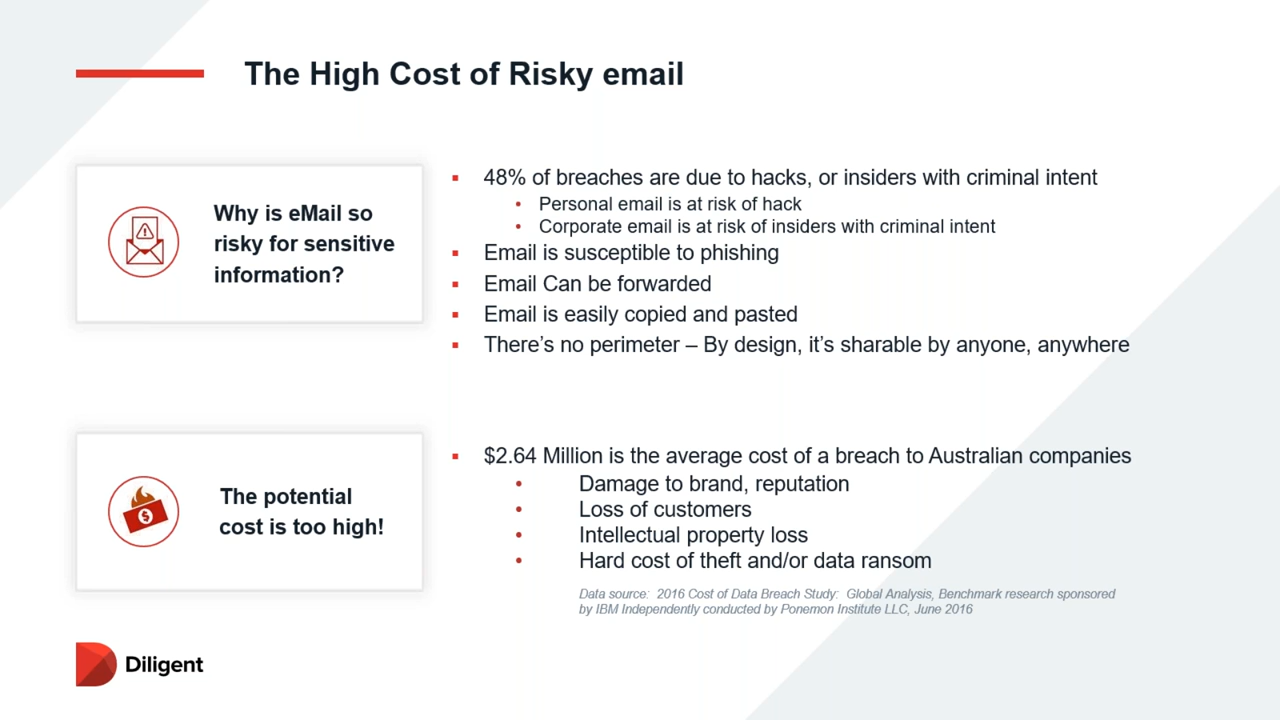 The High Cost of Risky email
Why is eMail so
risky for sensitive
information?
48% of breaches are due to hacks, or insiders with criminal intent
Personal email is at risk of hack
Corporate email is at risk of insiders with criminal intent
Email is susceptible to phishing
Email Can be forwarded
Email is easily copied and pasted
There’s no perimeter – By design, it’s sharable by anyone, anywhere
The potential
cost is too high!
$2.64 Million is the average cost of a breach to Australian companies
Damage to brand, reputation
Loss of customers
Intellectual property loss
Hard cost of theft and/or data ransom
Data source: 2016 Cost of Data Breach Study: Global Analysis, Benchmark research sponsored
by IBM Independently conducted by Ponemon Institute LLC, June 2016
Diligent